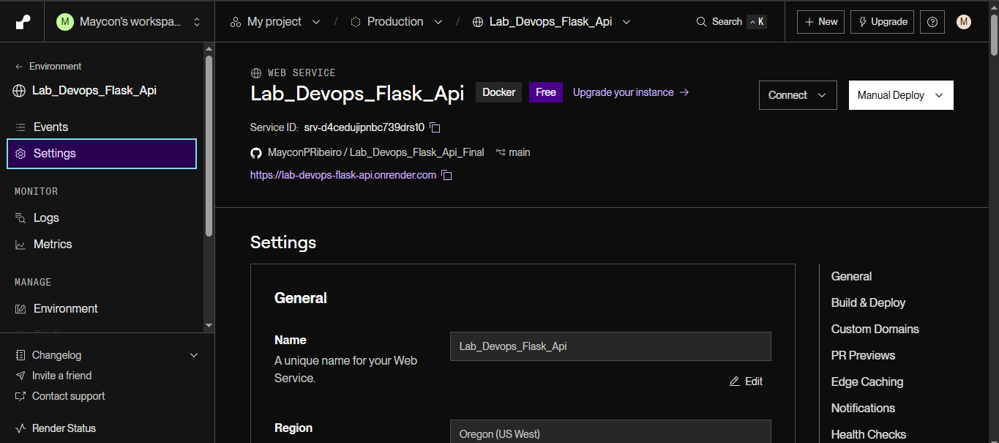 M Maycon's workspa...
My project / Production / Lab_Devops_Flask_Api
Search ^ K
+ New
Upgrade
M
← Environment
Lab_Devops_Flask_Api
Events
Settings
MONITOR
Logs
Metrics
MANAGE
Environment
Changelog
Invite a friend
Contact support
Render Status
WEB SERVICE
Lab_Devops_Flask_Api Docker Free Upgrade your instance →
Connect
Manual Deploy
Service ID: srv-d4cedujipnbc739drs10
MayconPRibeiro / Lab_Devops_Flask_Api_Final main
https://lab-devops-flask-api.onrender.com
Settings
General
Name
A unique name for your Web
Service.
Lab_Devops_Flask_Api
Edit
Region
Oregon (US West)
General
Build & Deploy
Custom Domains
PR Previews
Edge Caching
Notifications
Health Checks